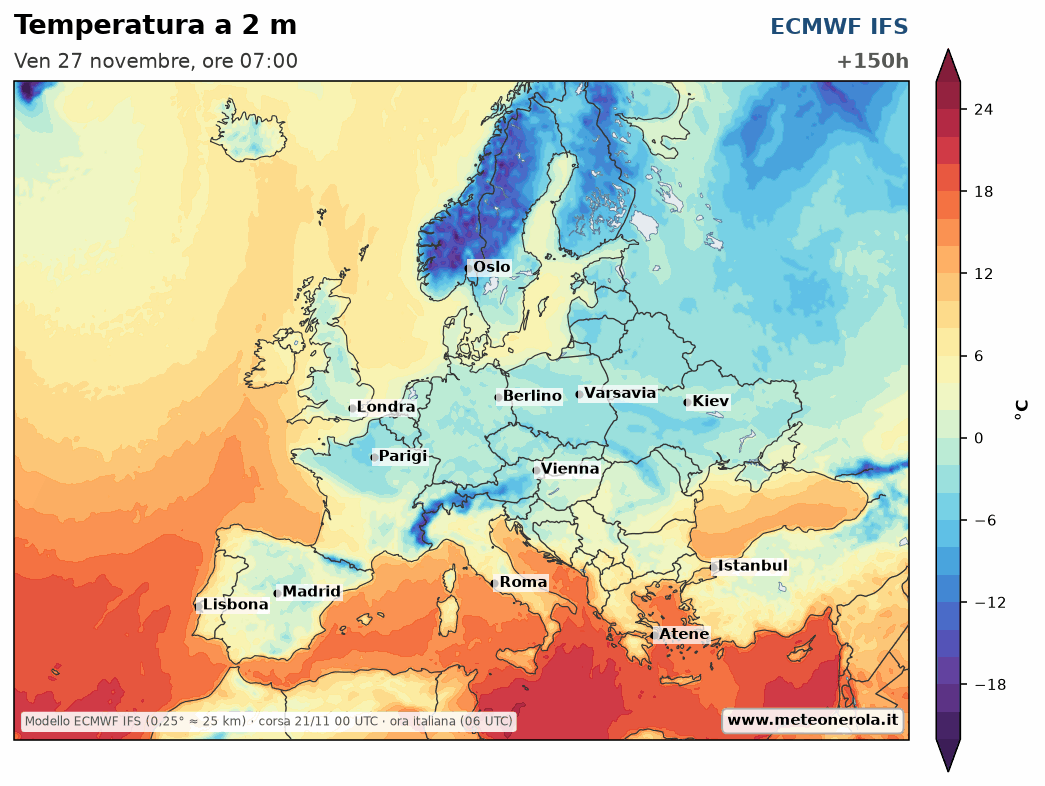 Temperatura a 2 m
ECMWF IFS
Ven 27 novembre, ore 07:00
+150h
24
18
12
6
0
−6
−12
−18
°C
Oslo
Londra
Berlino
Varsavia
Kiev
Parigi
Vienna
Istanbul
Roma
Madrid
Lisbona
Atene
Modello ECMWF IFS (0,25° ≈ 25 km) · corsa 21/11 00 UTC · ora italiana (06 UTC)
www.meteonerola.it